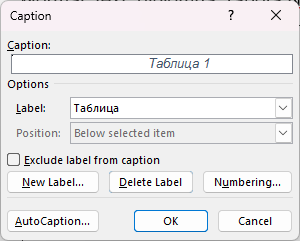 Caption
?
Caption:
Таблица 1
Options
Label:
Таблица
Position:
Below selected item
Exclude label from caption
New Label...
Delete Label
Numbering...
AutoCaption...
OK
Cancel